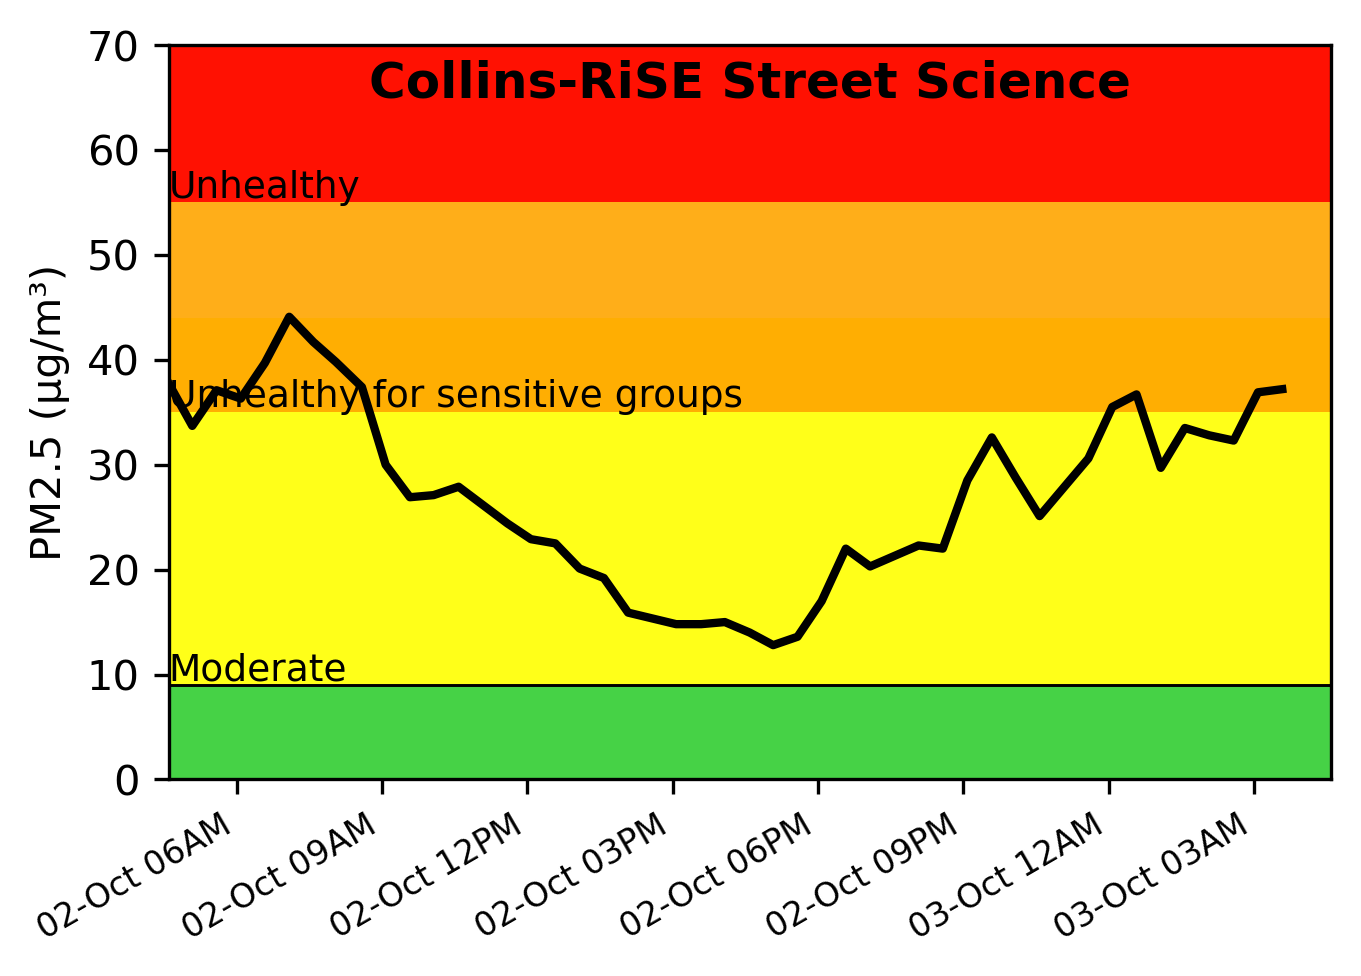 70
Collins-RiSE Street Science
60
Unhealthy
50
40
Unhealthy for sensitive groups
30
20
10
Moderate
0
PM2.5 (µg/m³)
02-Oct 06AM
02-Oct 09AM
02-Oct 12PM
02-Oct 03PM
02-Oct 06PM
02-Oct 09PM
03-Oct 12AM
03-Oct 03AM